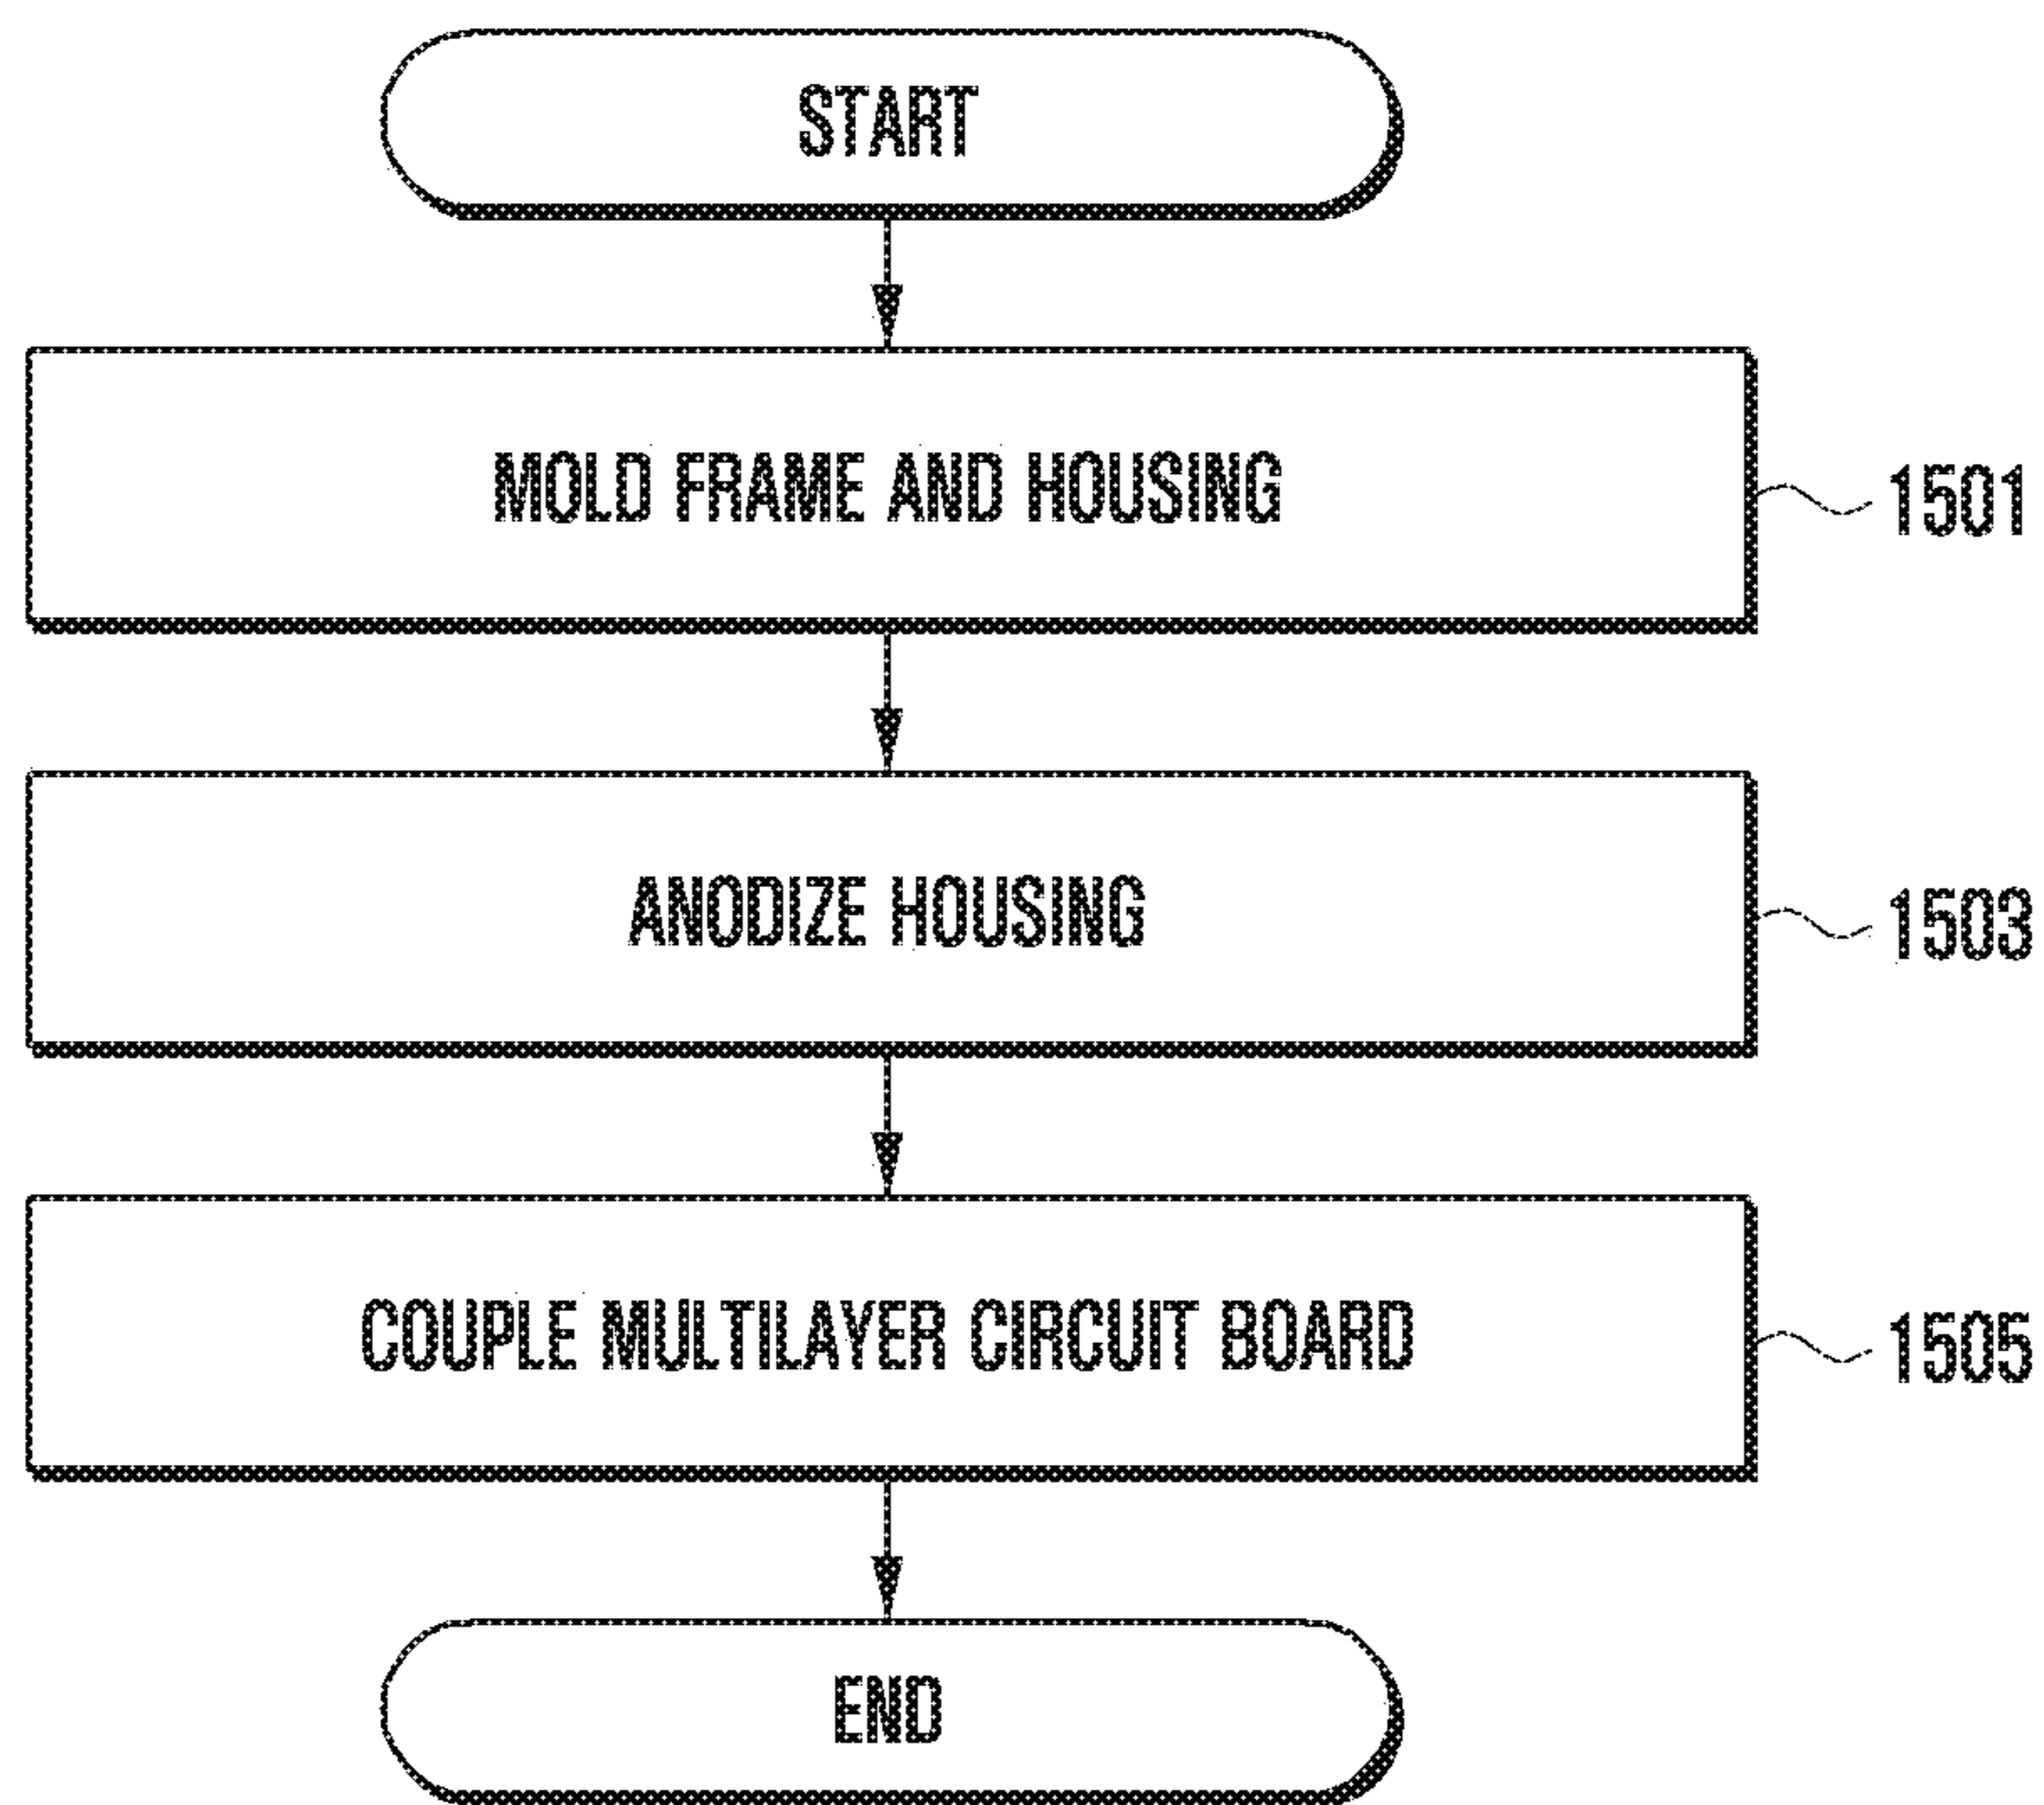 START
MOLD FRAME AND HOUSING
1501
ANODIZE HOUSING
1503
COUPLE MULTILAYER CIRCUIT BOARD
1505
END